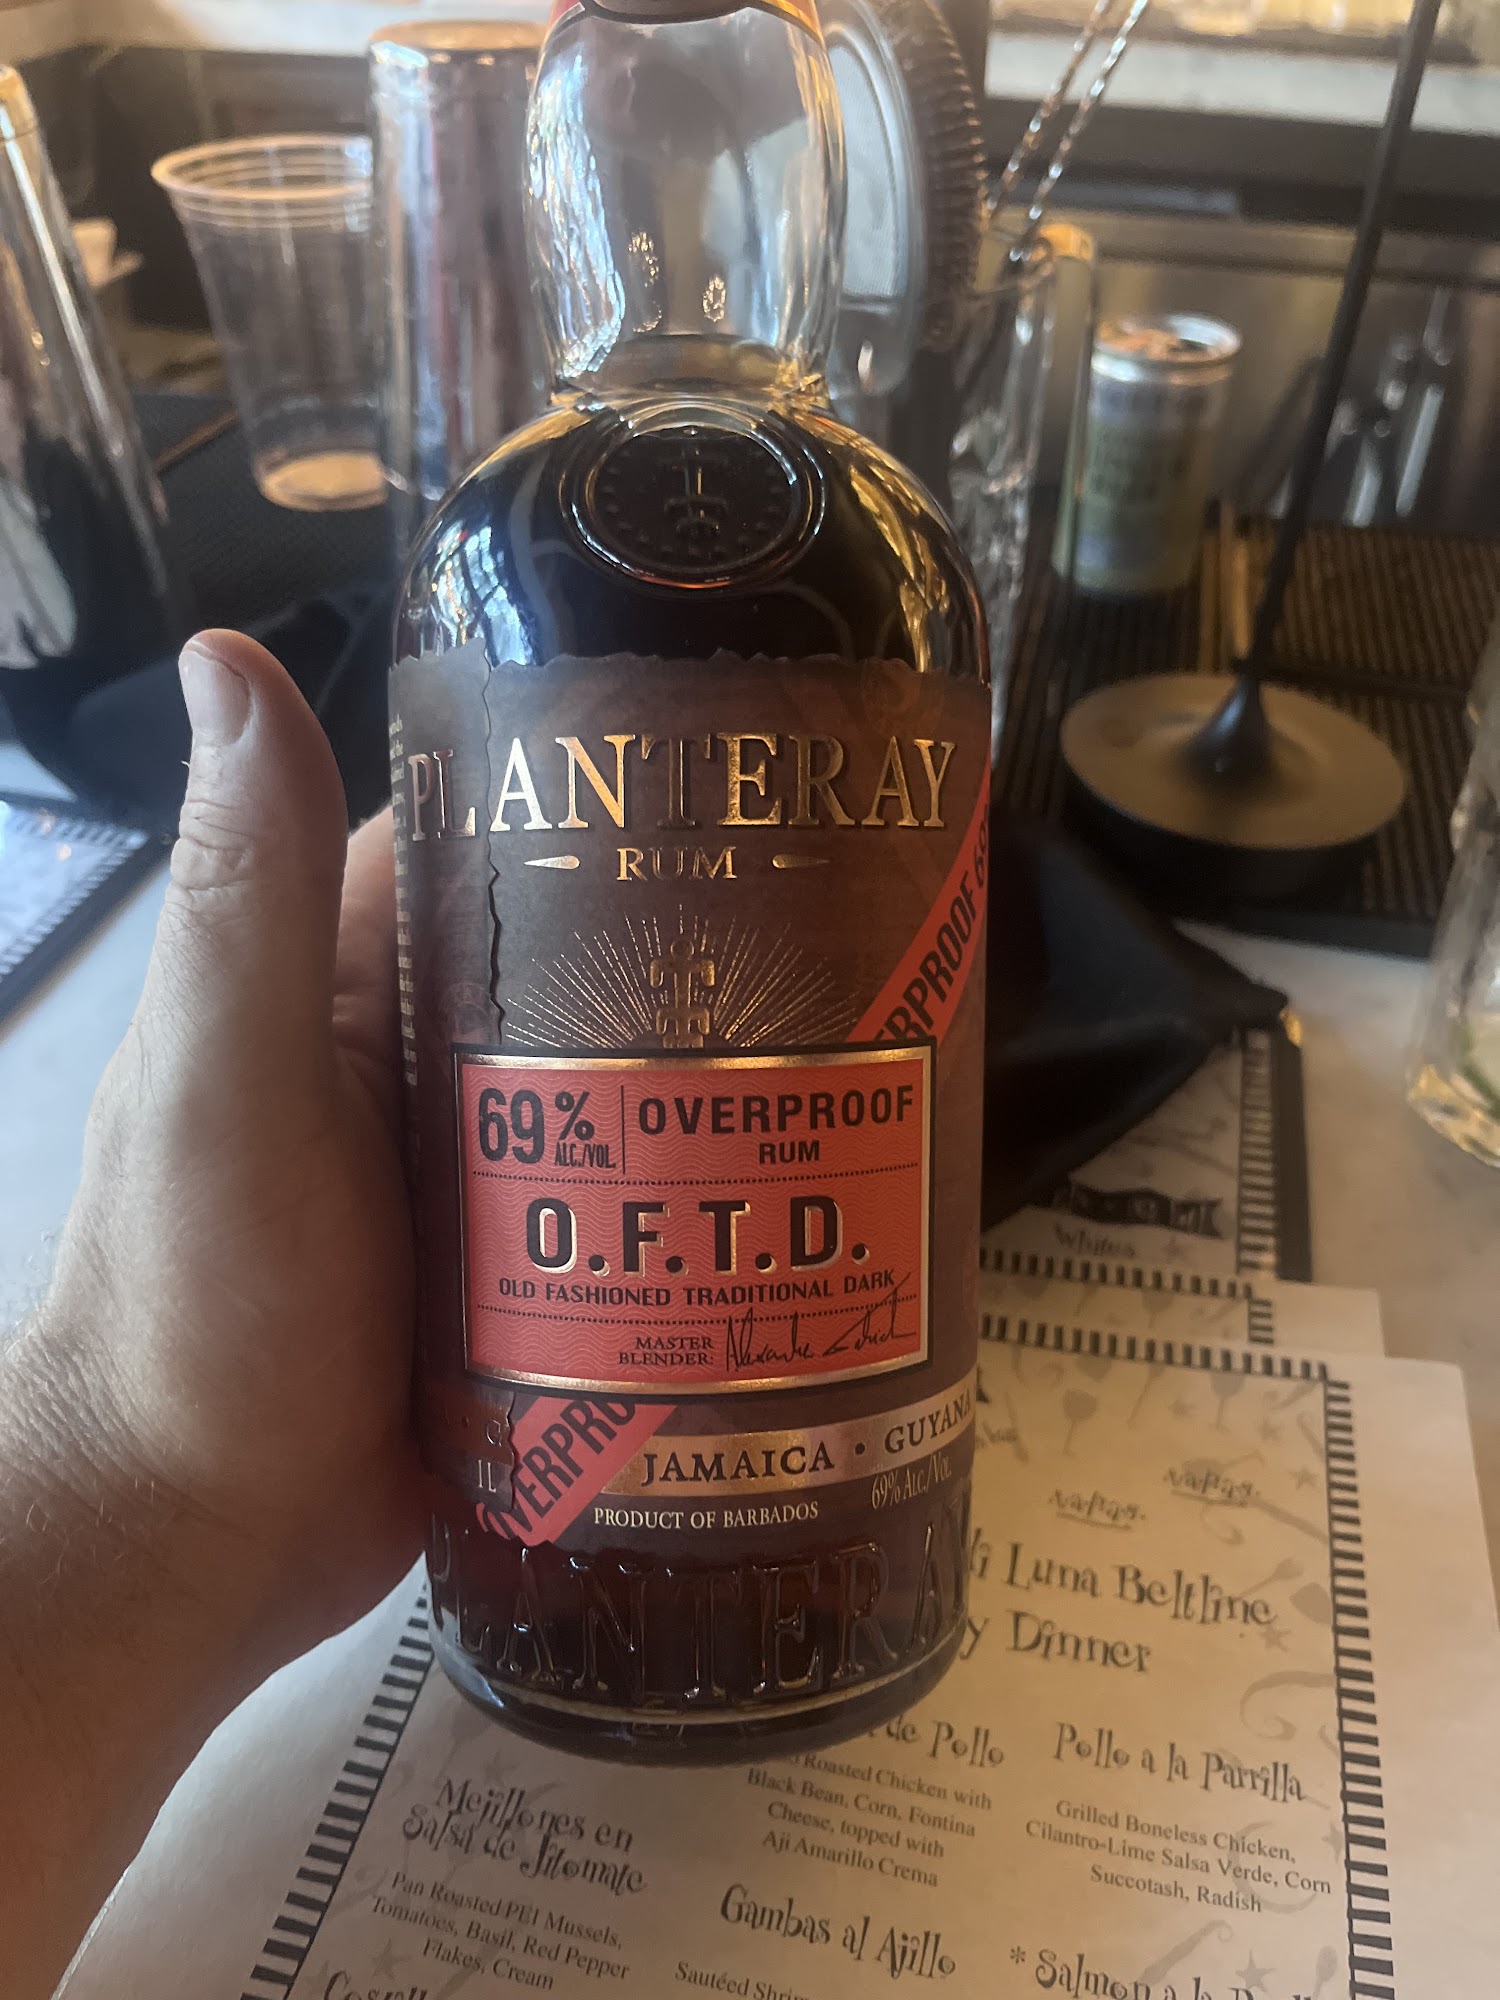 PLANTERAY
RUM
OVERPROOF 69
69% ALC./VOL. OVERPROOF
RUM
O.F.T.D.
OLD FASHIONED TRADITIONAL DARK
MASTER
BLENDER:
OVERPRO
JAMAICA • GUYANA
1L
69% ALC./VOL.
PRODUCT OF BARBADOS
PLANTERAY
Whites
Tapas.
Tapas.
Luna Beltline
y Dinner
de Pollo
Roasted Chicken with
Black Bean, Corn, Fontina
Cheese, topped with
Aji Amarillo Crema
Pollo a la Parrilla
Grilled Boneless Chicken,
Cilantro-Lime Salsa Verde, Corn
Succotash, Radish
Mejillones en
Salsa de Jitomate
Pan Roasted PEI Mussels,
Tomatoes, Basil, Red Pepper
Flakes, Cream
Gambas al Ajillo
Sautéed
* Salmon a la